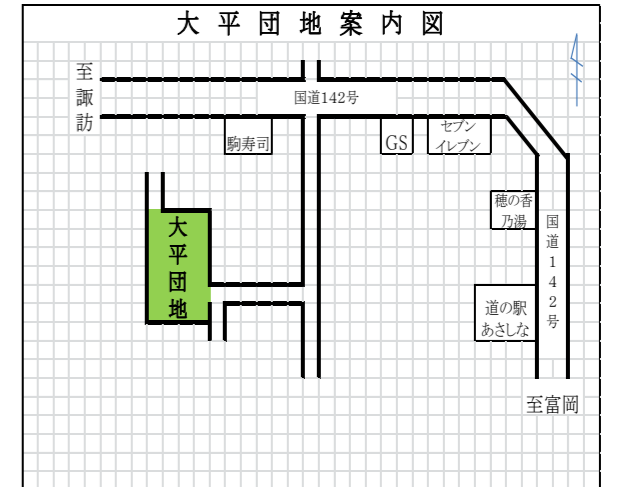 大平団地案内図
至諏訪
国道142号
駒寿司
GS
セブン
イレブン
穂の香
乃湯
国道142号
大平団地
道の駅
あさしな
至富岡